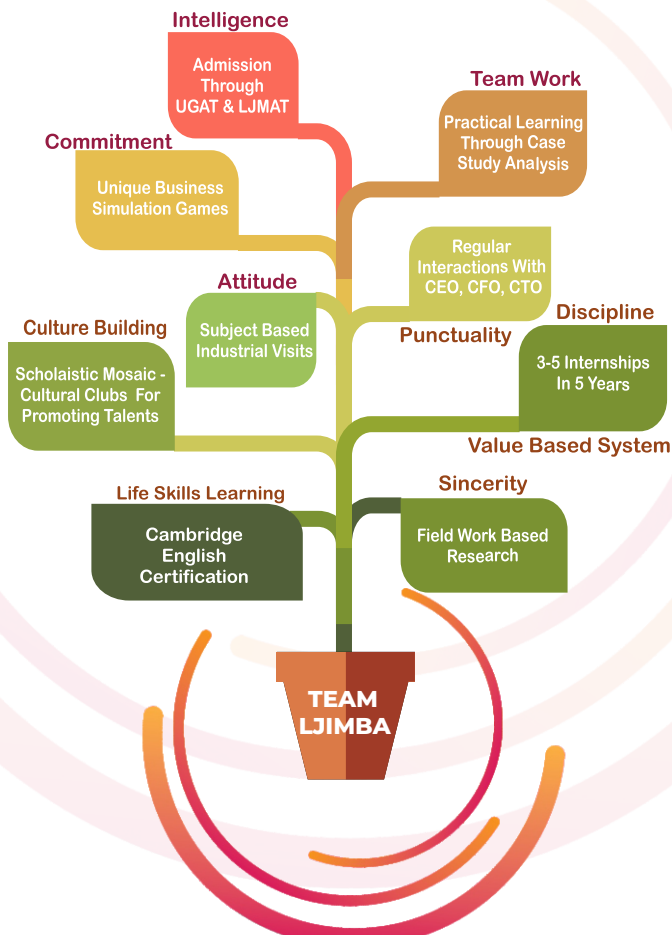 Intelligence
Admission
Through
UGAT & LJMAT
Team Work
Practical Learning
Through Case
Study Analysis
Commitment
Unique Business
Simulation Games
Regular
Interactions With
CEO, CFO, CTO
Punctuality
Attitude
Subject Based
Industrial Visits
Discipline
3-5 Internships
In 5 Years
Value Based System
Culture Building
Scholaistic Mosaic -
Cultural Clubs For
Promoting Talents
Sincerity
Field Work Based
Research
Life Skills Learning
Cambridge
English
Certification
TEAM
LJIMBA